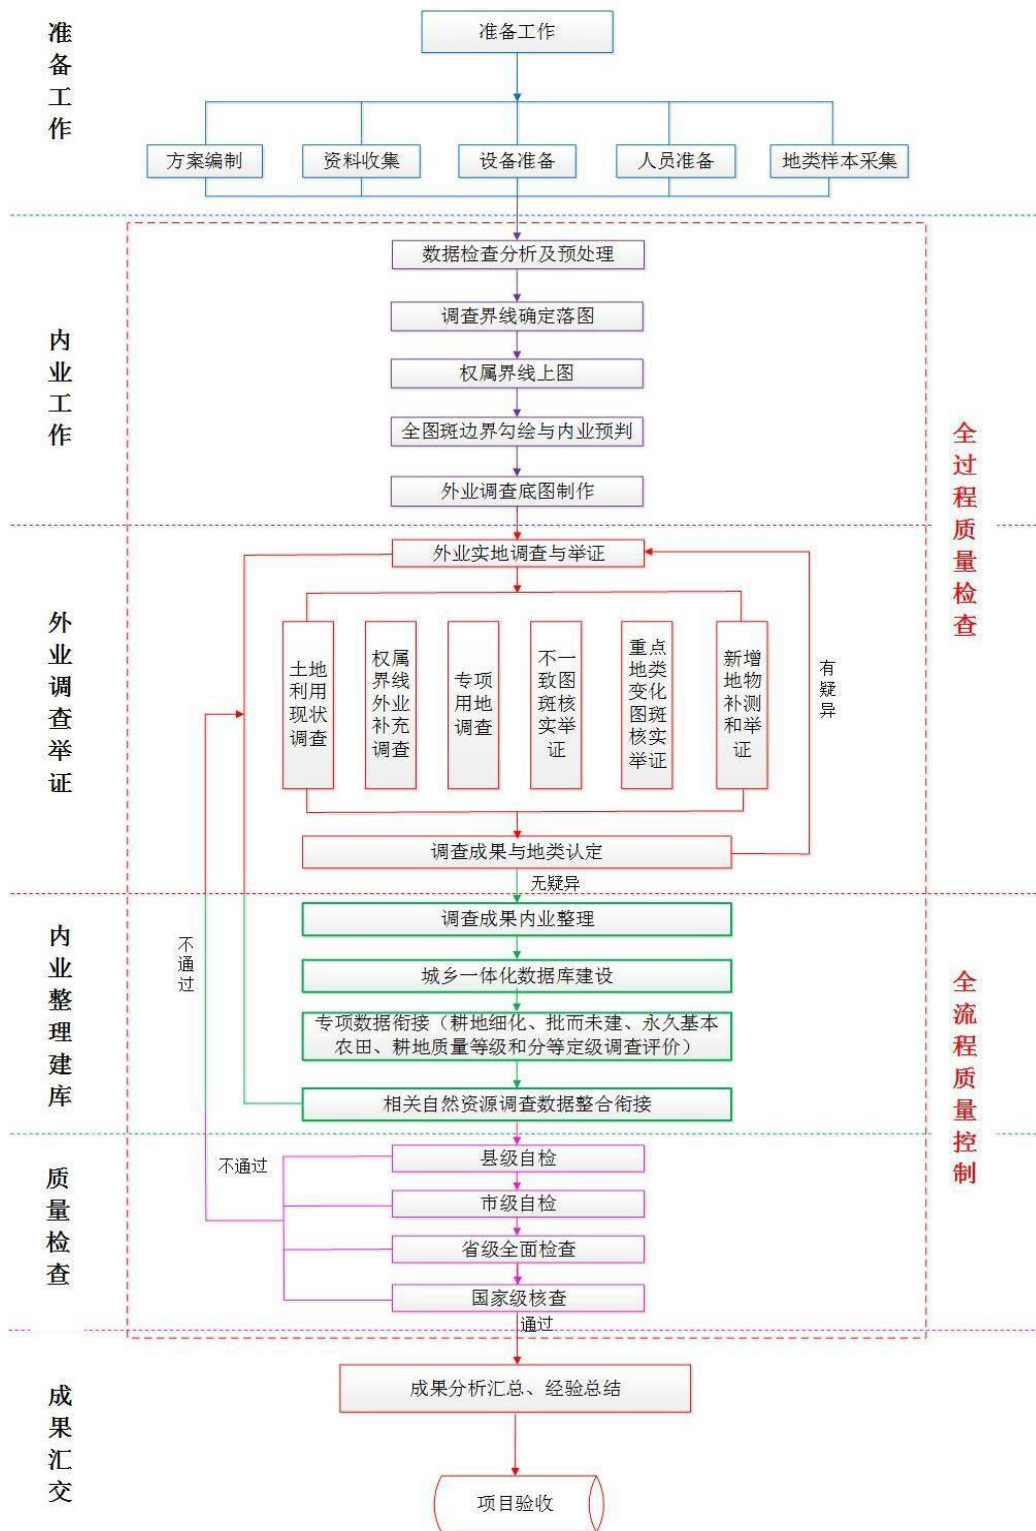 准备工作
准备工作
方案编制
资料收集
设备准备
人员准备
地类样本采集
内业工作
数据检查分析及预处理
调查界线确定落图
权属界线上图
全图斑边界勾绘与内业预判
外业调查底图制作
全过程质量检查
外业调查举证
外业实地调查与举证
土地
利用
现状
调查
权属
界线
外业
补充
调查
专项
用地
调查
不一
致图
斑核
实举
证
重点
地类
变化
图斑
核实
举证
新增
地物
补测
和举
证
有疑异
调查成果与地类认定
无疑异
内业整理建库
调查成果内业整理
城乡一体化数据库建设
专项数据衔接（耕地细化、批而未建、永久基本
农田、耕地质量等级和分等定级调查评价）
相关自然资源调查数据整合衔接
不通过
全流程质量控制
质量检查
不通过
县级自检
市级自检
省级全面检查
国家级核查
通过
成果汇交
成果分析汇总、经验总结
项目验收